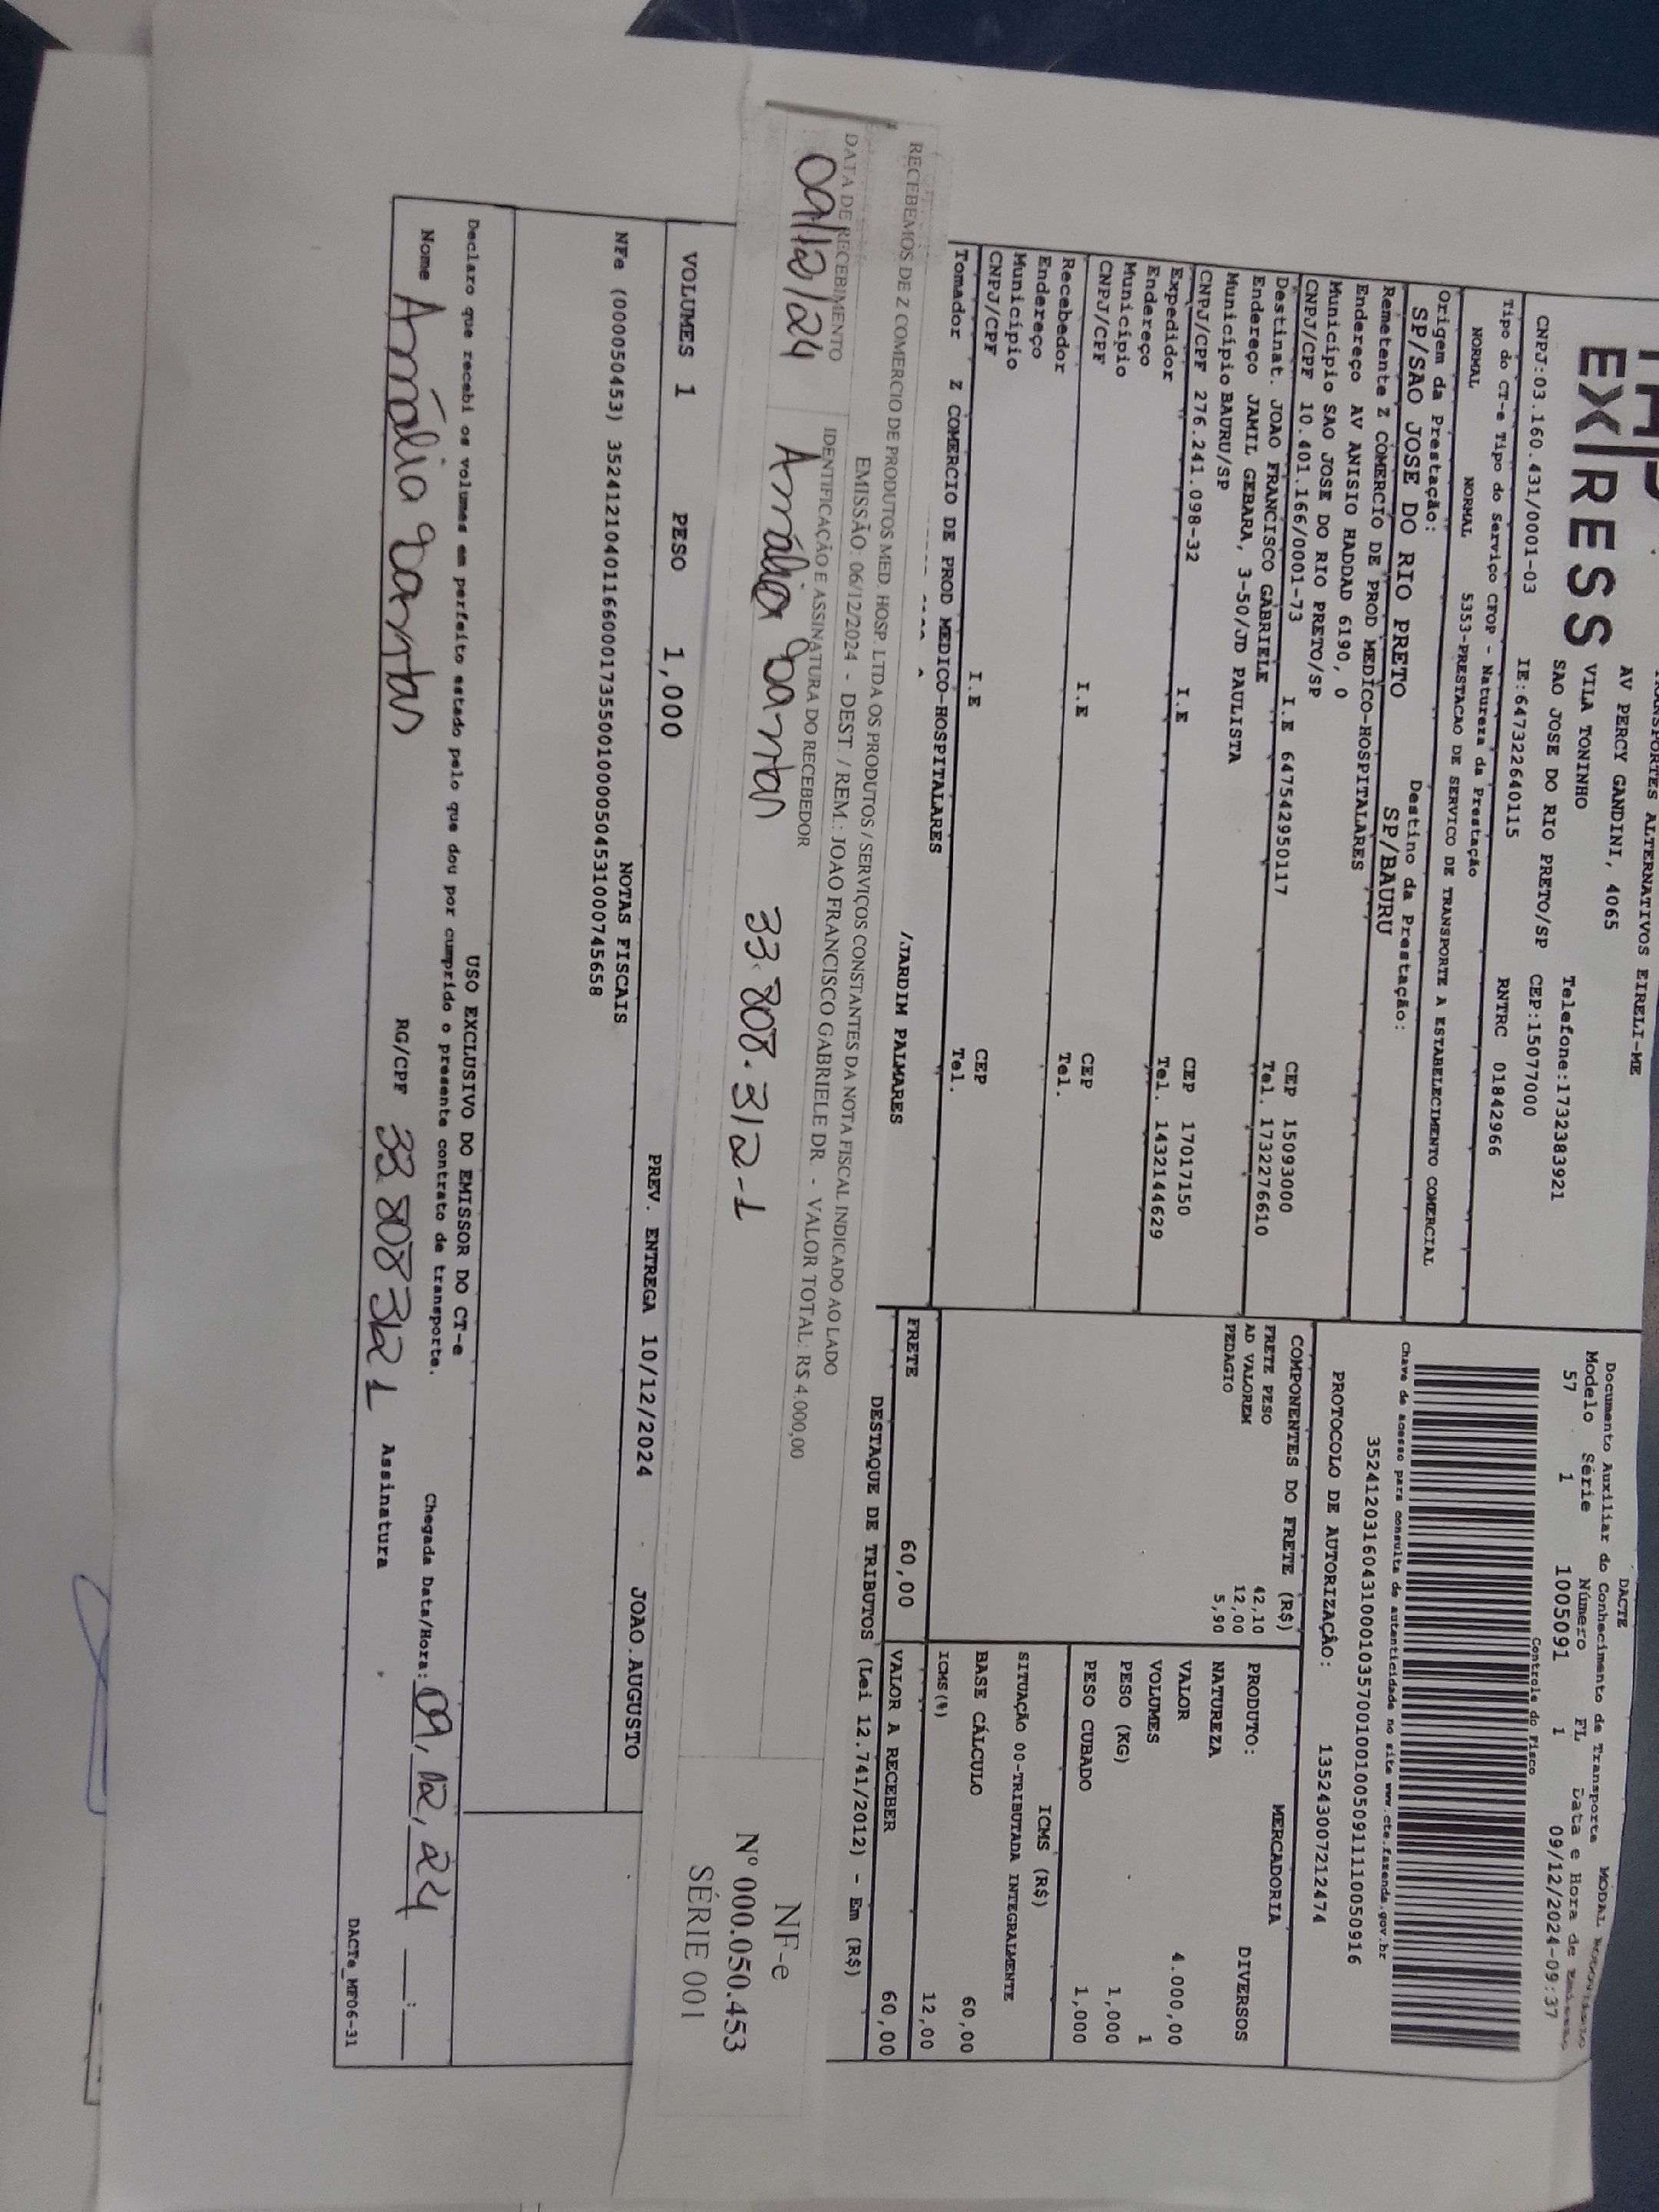 EXPRESS
TRANSPORTES ALTERNATIVOS EIRELI-ME
AV PERCY GANDINI, 4065
VILA TONINHO
Telefone:1732383921
SAO JOSE DO RIO PRETO/SP CEP:15077000
CNPJ:03.160.431/0001-03 IE:647322640115 RNTRC 01842966
Tipo do CT-e Tipo do Serviço CFOP - Natureza da Prestação
NORMAL NORMAL 5353-PRESTACAO DE SERVICO DE TRANSPORTE A ESTABELECIMENTO COMERCIAL
Origem da Prestação: Destino da Prestação:
SP/SAO JOSE DO RIO PRETO SP/BAURU
Remetente Z COMERCIO DE PROD MEDICO-HOSPITALARES
Endereço AV ANISIO HADDAD 6190, 0
Município SAO JOSE DO RIO PRETO/SP CEP 15093000
CNPJ/CPF 10.401.166/0001-73 I.E 647542950117 Tel. 1732276610
Destinat. JOAO FRANCISCO GABRIELE
Endereço JAMIL GEBARA, 3-50/JD PAULISTA
Município BAURU/SP CEP 17017150
CNPJ/CPF 276.241.098-32 I.E Tel. 1432144629
Expedidor
Endereço
Município CEP
CNPJ/CPF I.E Tel.
Recebedor
Endereço
Município CEP
CNPJ/CPF I.E Tel.
Tomador Z COMERCIO DE PROD MEDICO-HOSPITALARES
/JARDIM PALMARES
DACTE
Documento Auxiliar do Conhecimento de Transporte
MODAL
Modelo Série Número FL Data e Hora de Emissão
57 1 1005091 1 09/12/2024-09:37
Controle do Fisco
Chave de acesso para consulta de autenticidade no site www.cte.fazenda.gov.br
35241203160431000103570010010050911110050916
PROTOCOLO DE AUTORIZAÇÃO: 135243007212474
COMPONENTES DO FRETE (R$)
FRETE PESO 42,10
AD VALOREM 12,00
PEDAGIO 5,90
MERCADORIA
PRODUTO: DIVERSOS
NATUREZA
VALOR 4.000,00
VOLUMES 1
PESO (KG) 1,000
PESO CUBADO 1,000
ICMS (R$)
SITUAÇÃO 00-TRIBUTADA INTEGRALMENTE
BASE CÁLCULO 60,00
ICMS(%) 12,00
FRETE 60,00 VALOR A RECEBER 60,00
DESTAQUE DE TRIBUTOS (Lei 12.741/2012) - Em (R$)
RECEBEMOS DE Z COMERCIO DE PRODUTOS MED. HOSP. LTDA OS PRODUTOS / SERVIÇOS CONSTANTES DA NOTA FISCAL INDICADO AO LADO
EMISSÃO: 06/12/2024 - DEST. / REM.: JOAO FRANCISCO GABRIELE DR. - VALOR TOTAL: R$ 4.000,00
DATA DE RECEBIMENTO IDENTIFICAÇÃO E ASSINATURA DO RECEBEDOR
09/12/24 Amália Dantas 33.808.312-1
NF-e
Nº 000.050.453
SÉRIE 001
VOLUMES 1 PESO 1,000 PREV. ENTREGA 10/12/2024 JOAO.AUGUSTO
NOTAS FISCAIS
NFe (000050453) 35241210401166000173550010000504531000745658
USO EXCLUSIVO DO EMISSOR DO CT-e
Declaro que recebi os volumes em perfeito estado pelo que dou por cumprido o presente contrato de transporte.
Chegada Data/Hora: 09/12/24 __:__
Nome Amália Dantas RG/CPF 33 808 312 1 Assinatura
DACTe_MF06-31